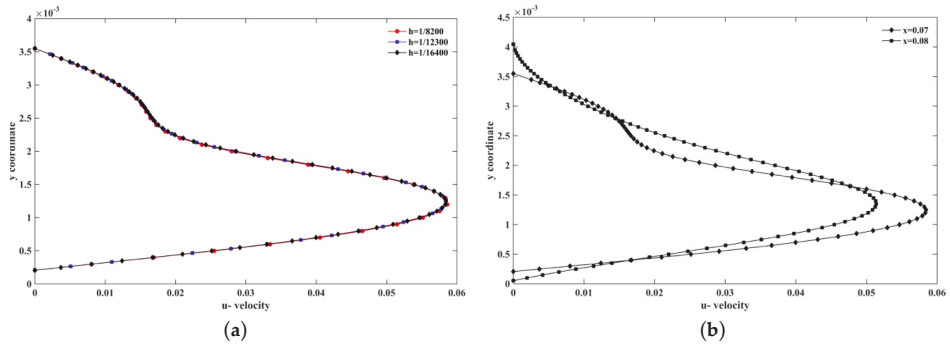 ×10⁻³
4
3.5
3
2.5
2
1.5
1
0.5
0
y coordinate
h=1/8200
h=1/12300
h=1/16400
0 0.01 0.02 0.03 0.04 0.05 0.06
u- velocity
(a)
×10⁻³
4.5
4
3.5
3
2.5
2
1.5
1
0.5
0
y coordinate
x=0.07
x=0.08
0 0.01 0.02 0.03 0.04 0.05 0.06
u- velocity
(b)